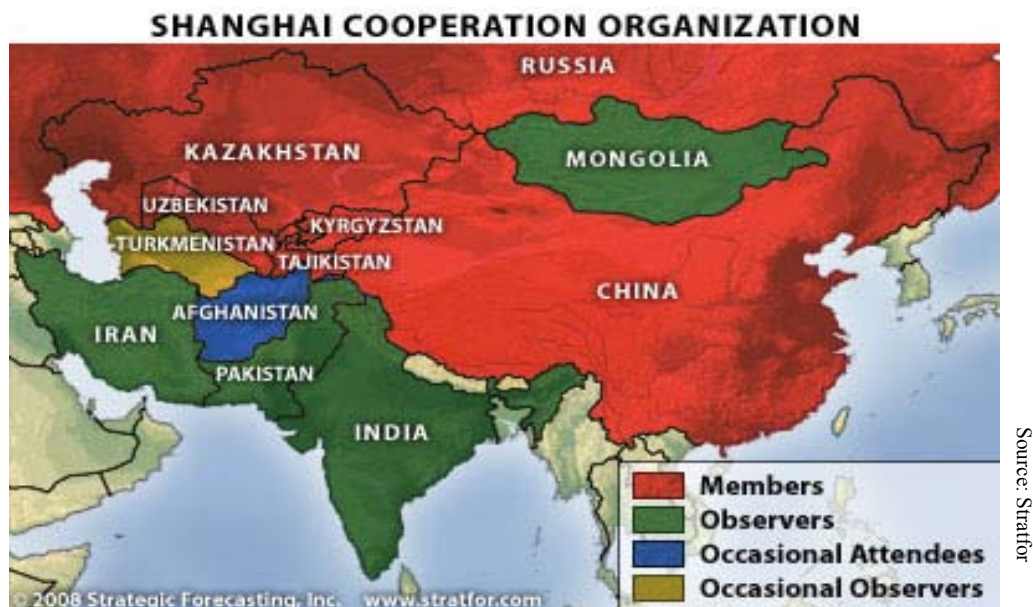 SHANGHAI COOPERATION ORGANIZATION
RUSSIA
KAZAKHSTAN
MONGOLIA
UZBEKISTAN
KYRGYZSTAN
TURKMENISTAN
TAJIKISTAN
CHINA
AFGHANISTAN
IRAN
PAKISTAN
INDIA
Members
Observers
Occasional Attendees
Occasional Observers
© 2008 Strategic Forecasting, Inc. www.stratfor.com
Source: Stratfor